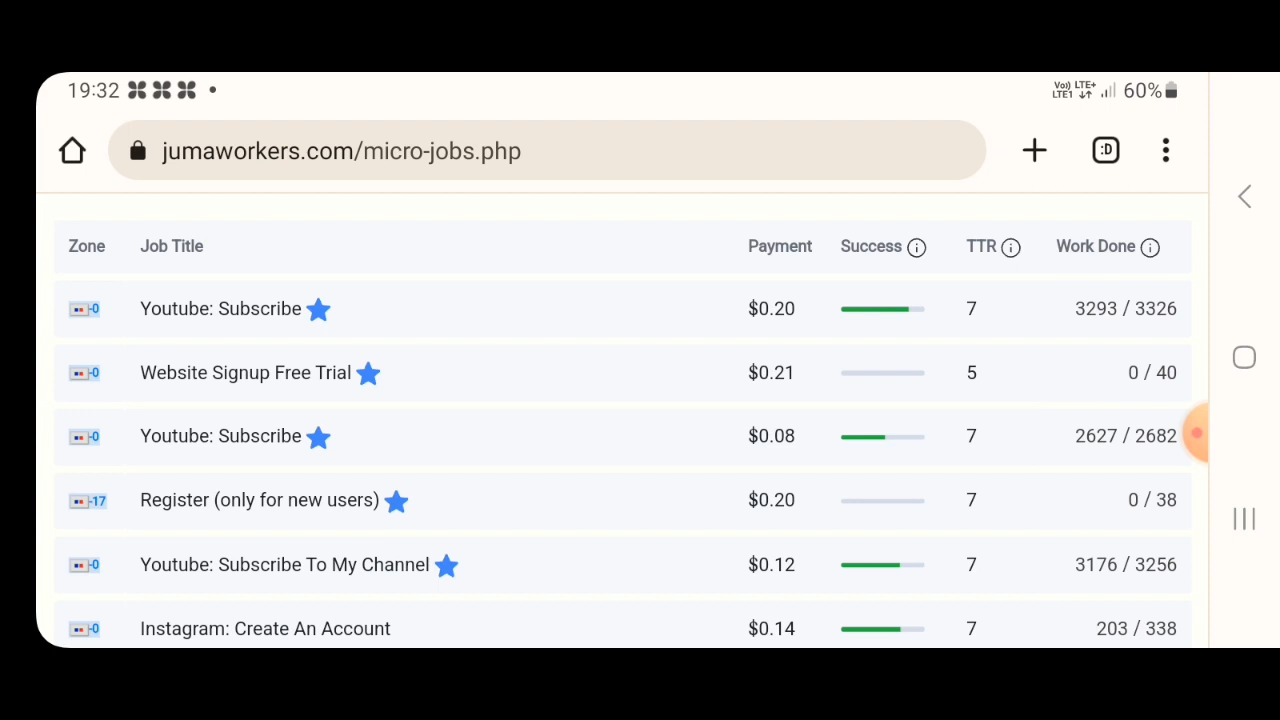 19:32 60%
Vo)) LTE+
LTE1
jumaworkers.com/micro-jobs.php
:D
Zone Job Title Payment Success TTR Work Done
-0 Youtube: Subscribe $0.20 7 3293 / 3326
-0 Website Signup Free Trial $0.21 5 0 / 40
-0 Youtube: Subscribe $0.08 7 2627 / 2682
-17 Register (only for new users) $0.20 7 0 / 38
-0 Youtube: Subscribe To My Channel $0.12 7 3176 / 3256
-0 Instagram: Create An Account $0.14 7 203 / 338